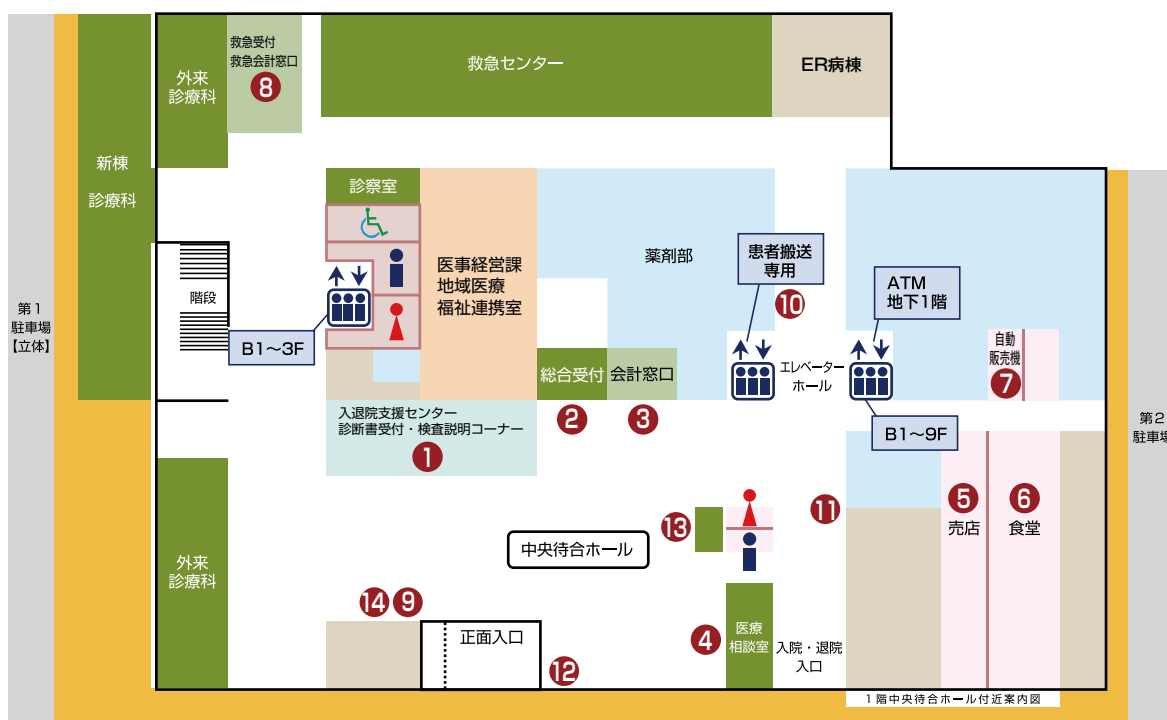 救急受付
救急会計窓口
8
外来
診療科
救急センター
ER病棟
新棟
診療科
診察室
医事経営課
地域医療
福祉連携室
薬剤部
患者搬送
専用
10
ATM
地下1階
階段
第1
駐車場
【立体】
B1〜3F
総合受付
2
会計窓口
3
エレベーター
ホール
自動
販売機
7
B1〜9F
第2
駐車場
入退院支援センター
診断書受付・検査説明コーナー
1
5
売店
6
食堂
11
13
中央待合ホール
外来
診療科
14
9
正面入口
12
4
医療
相談室
入院・退院
入口
1階中央待合ホール付近案内図